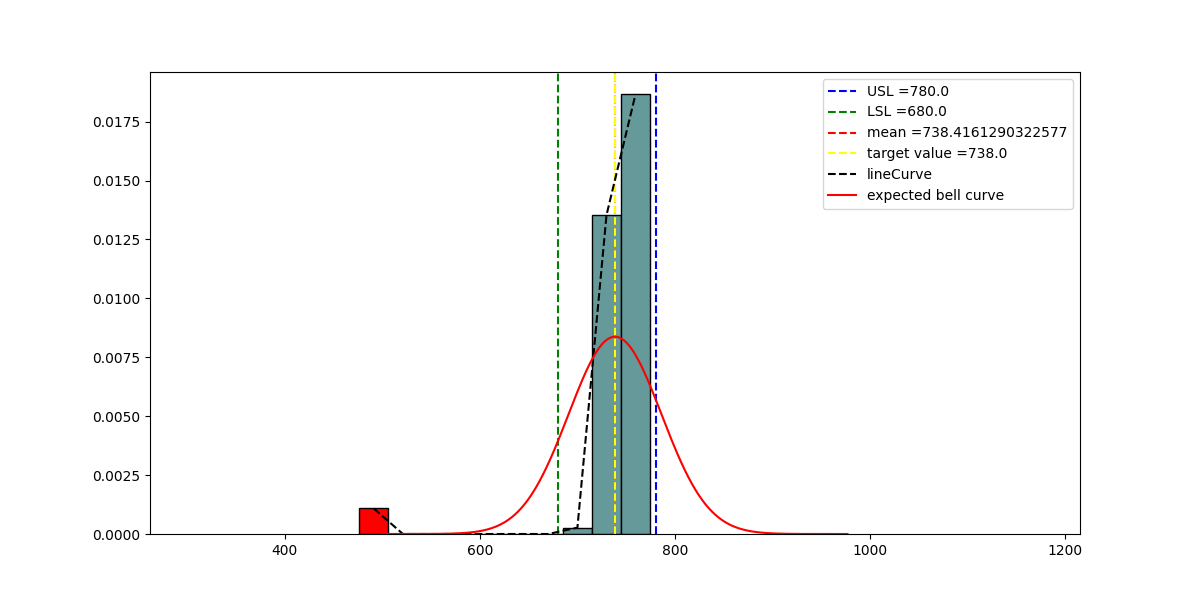 USL =780.0
LSL =680.0
mean =738.4161290322577
target value =738.0
lineCurve
expected bell curve
0.0175
0.0150
0.0125
0.0100
0.0075
0.0050
0.0025
0.0000
400 600 800 1000 1200